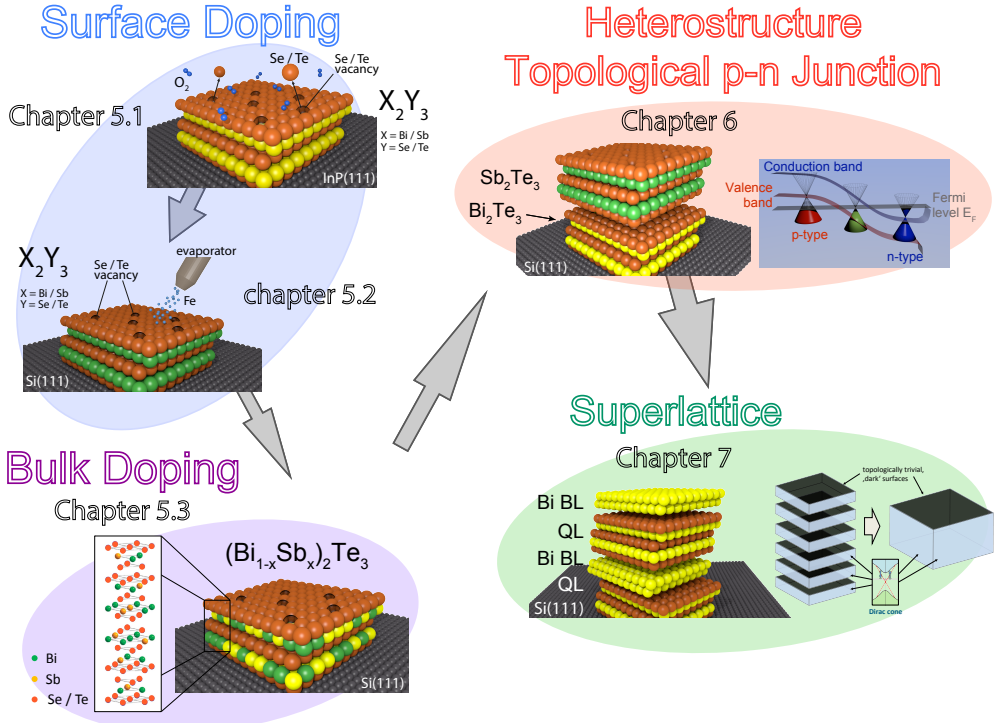 Surface Doping
O2
Se / Te
Se / Te
vacancy
Chapter 5.1
X2Y3
X = Bi / Sb
Y = Se / Te
InP(111)
evaporator
X2Y3
X = Bi / Sb
Y = Se / Te
Se / Te
vacancy
Fe
chapter 5.2
Si(111)
Bulk Doping
Chapter 5.3
(Bi1-xSbx)2Te3
Bi
Sb
Se / Te
Si(111)
Heterostructure
Topological p-n Junction
Chapter 6
Sb2Te3
Bi2Te3
Si(111)
Conduction band
Valence
band
Fermi
level EF
p-type
n-type
Superlattice
Chapter 7
Bi BL
QL
Bi BL
QL
Si(111)
topologically trivial,
‚dark' surfaces
Dirac cone